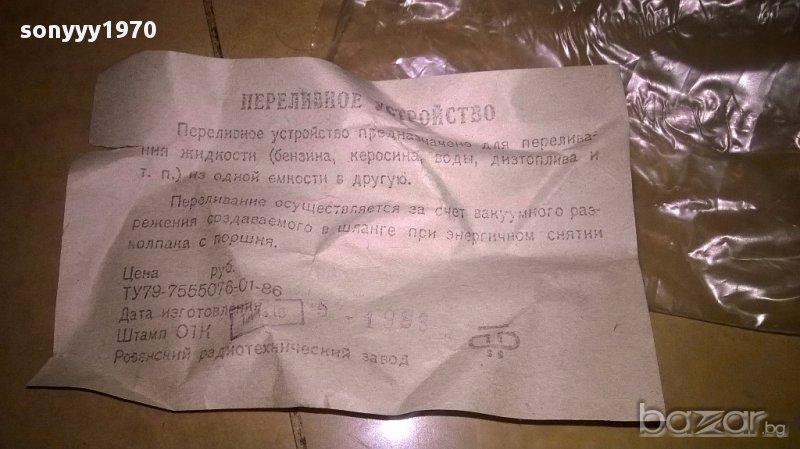 sonyyy1970
ПЕРЕЛИВНОЕ УСТРОЙСТВО
Переливное устройство предназначено для перелива-
ния жидкости (бензина, керосина, воды, дизтоплива и
т. п.) из одной емкости в другую.
Переливание осуществляется за счет вакуумного раз-
режения создаваемого в шланге при энергичном снятии
колпака с поршня.
Цена руб.
ТУ79-7555076-01-86
Дата изготовления
Штамп ОТК
Ровенский радиотехнический завод
bazar.bg